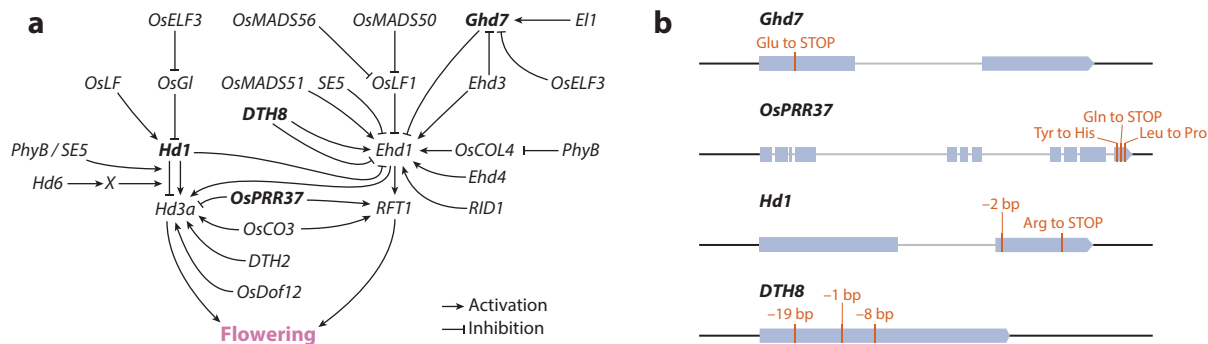 a
OsELF3
OsMADS56
OsMADS50
Ghd7
El1
OsLF
OsGI
OsMADS51
SE5
OsLF1
Ehd3
OsELF3
DTH8
PhyB / SE5
Hd1
Ehd1
OsCOL4
PhyB
Hd6
X
Ehd4
Hd3a
OsPRR37
RFT1
RID1
OsCO3
DTH2
OsDof12
Flowering
Activation
Inhibition
b
Ghd7
Glu to STOP
OsPRR37
Gln to STOP
Tyr to His
Leu to Pro
Hd1
–2 bp
Arg to STOP
DTH8
–1 bp
–19 bp
–8 bp